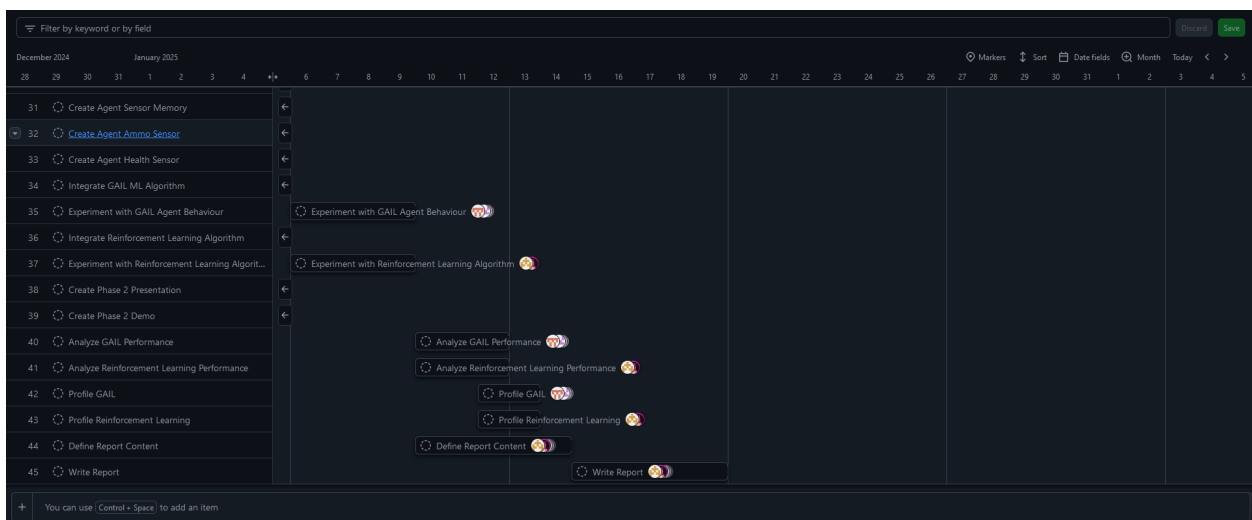 Filter by keyword or by field Discard Save
December 2024 January 2025 Markers Sort Date fields Month Today
28 29 30 31 1 2 3 4 6 7 8 9 10 11 12 13 14 15 16 17 18 19 20 21 22 23 24 25 26 27 28 29 30 31 1 2 3 4 5
31 Create Agent Sensor Memory
32 Create Agent Ammo Sensor
33 Create Agent Health Sensor
34 Integrate GAIL ML Algorithm
35 Experiment with GAIL Agent Behaviour Experiment with GAIL Agent Behaviour
36 Integrate Reinforcement Learning Algorithm
37 Experiment with Reinforcement Learning Algorit... Experiment with Reinforcement Learning Algorithm
38 Create Phase 2 Presentation
39 Create Phase 2 Demo
40 Analyze GAIL Performance Analyze GAIL Performance
41 Analyze Reinforcement Learning Performance Analyze Reinforcement Learning Performance
42 Profile GAIL Profile GAIL
43 Profile Reinforcement Learning Profile Reinforcement Learning
44 Define Report Content Define Report Content
45 Write Report Write Report
You can use Control + Space to add an item